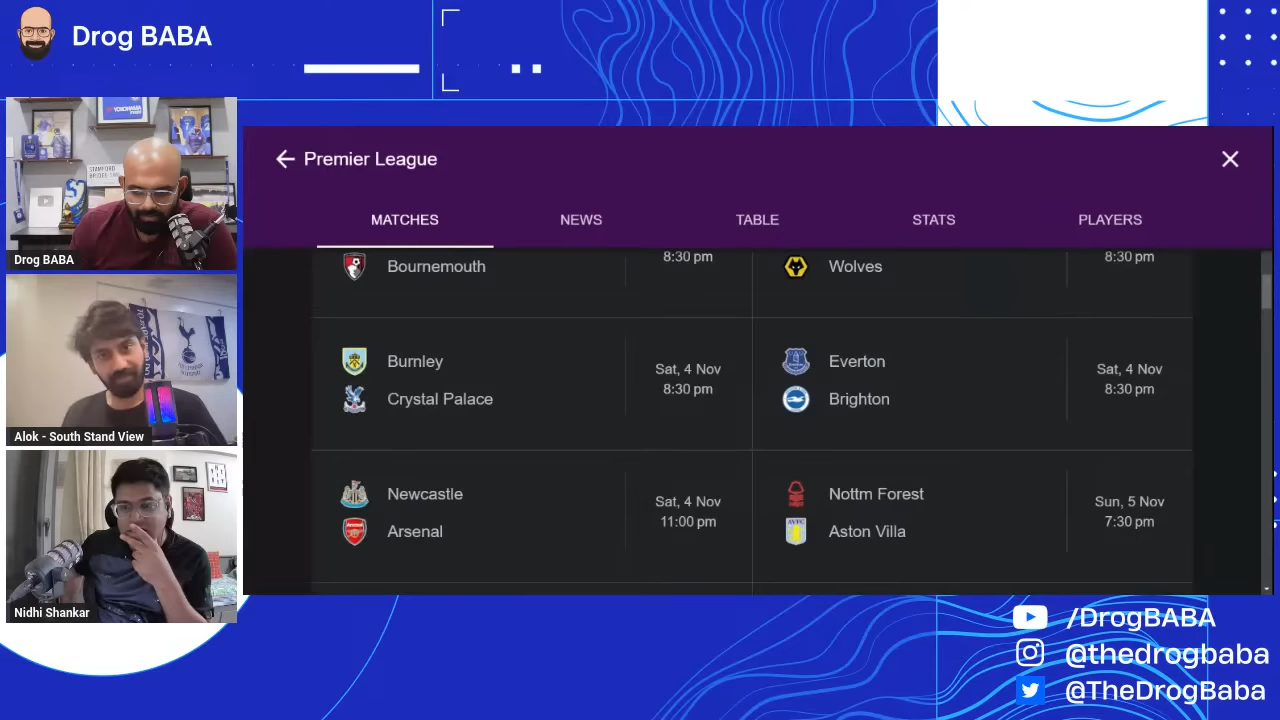 Drog BABA
YOKOHAMA
STAMFORD
Drog BABA
Alok - South Stand View
Nidhi Shankar
Premier League
MATCHES NEWS TABLE STATS PLAYERS
Bournemouth 8:30 pm
Wolves 8:30 pm
Burnley
Crystal Palace
Sat, 4 Nov
8:30 pm
Everton
Brighton
Sat, 4 Nov
8:30 pm
Newcastle
Arsenal
Sat, 4 Nov
11:00 pm
Nottm Forest
Aston Villa
Sun, 5 Nov
7:30 pm
/DrogBABA
@thedrogbaba
@TheDrogBaba